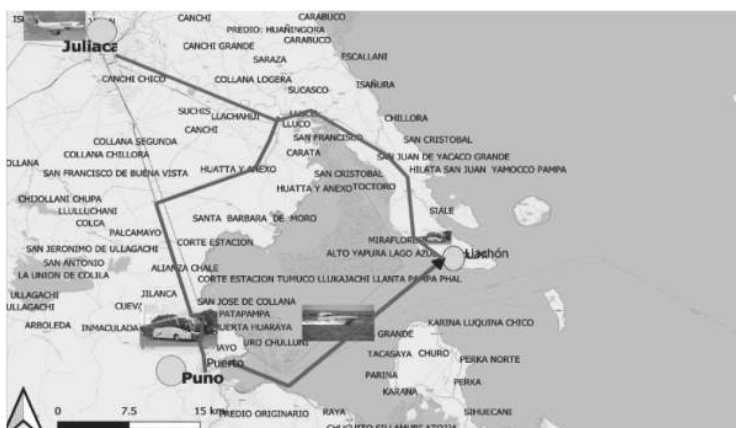 CANCHI
CARABUCO
PREDIO: HUAÑINGORA
CARABUCO
Juliaca
CANCHI GRANDE
ESCALLANI
SARAZA
CANCHI CHICO
COLLANA LOGERA
ISAÑURA
SUCASCO
SUCHIS
LLACHAHUI
CHILLORA
LLUCO
CANCHI
SAN FRANCISCO
COLLANA SEGUNDA
SAN CRISTOBAL
CARATA
COLLANA CHILLORA
SAN JUAN DE YACACO GRANDE
HUATTA Y ANEXO
HILATA SAN JUAN YAMOCCO PAMPA
SAN FRANCISCO DE BUENA VISTA
SAN CRISTOBAL
HUATTA Y ANEXO
TOCTORO
CHIJOLLANI CHUPA
LLULLUCHANI
SIALE
COLCA
SANTA BARBARA DE MORO
PALCAMAYO
MIRAFLORES
SAN JERONIMO DE ULLAGACHI
CORTE ESTACION
ALTO YAPURA LAGO AZUL
Llachón
SAN ANTONIO
ALIANZA CHALE
LA UNION DE COLILA
CORTE ESTACION TUMUCO LLUKAJACHI LLANTA PAMPA PHAL
ULLAGACHI
JILANCA
SAN JOSE DE COLLANA
ULLAGACHI
CUEVA
PATAPAMPA
ARBOLEDA
INMACULADA
HUERTA HUARAYA
GRANDE
KARINA LUQUINA CHICO
URO CHULLUNI
TACASAYA
CHURO
PERKA NORTE
Puerto
Puno
PARINA
PERKA
KARANA
0 7.5 15 km
PREDIO ORIGINARIO
RAYA
SIHUECANI